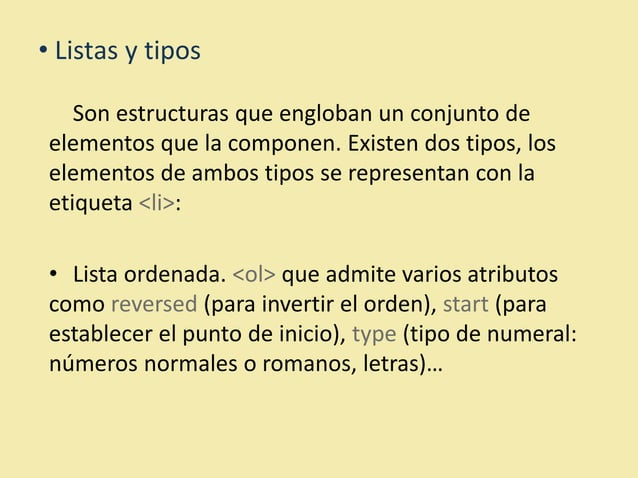 • Listas y tipos
Son estructuras que engloban un conjunto de
elementos que la componen. Existen dos tipos, los
elementos de ambos tipos se representan con la
etiqueta <li>:
• Lista ordenada. <ol> que admite varios atributos
como reversed (para invertir el orden), start (para
establecer el punto de inicio), type (tipo de numeral:
números normales o romanos, letras)…